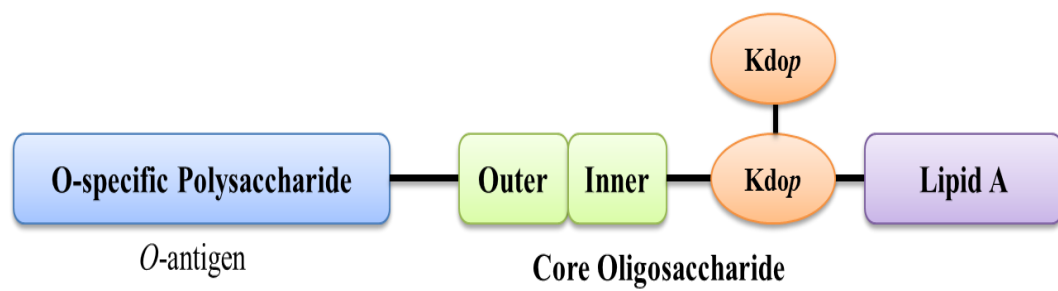 Kdop
O-specific Polysaccharide
Outer
Inner
Kdop
Lipid A
O-antigen
Core Oligosaccharide